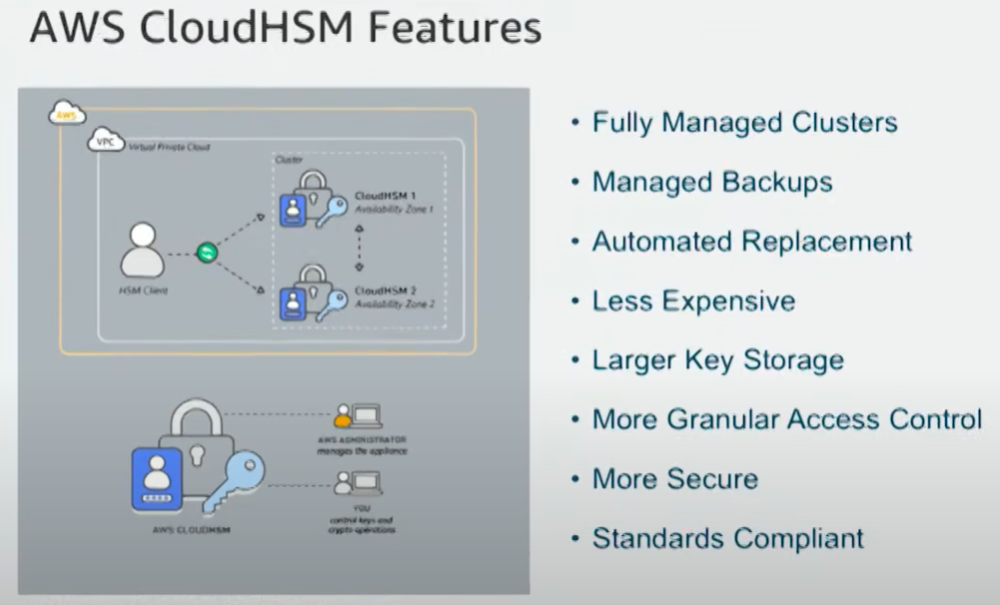 AWS CloudHSM Features
AWS
VPC
Virtual Private Cloud
Cluster
CloudHSM 1
Availability Zone 1
HSM Client
CloudHSM 2
Availability Zone 2
AWS ADMINISTRATOR
manages the appliance
YOU
control keys and
crypto operations
AWS CLOUDHSM
• Fully Managed Clusters
• Managed Backups
• Automated Replacement
• Less Expensive
• Larger Key Storage
• More Granular Access Control
• More Secure
• Standards Compliant